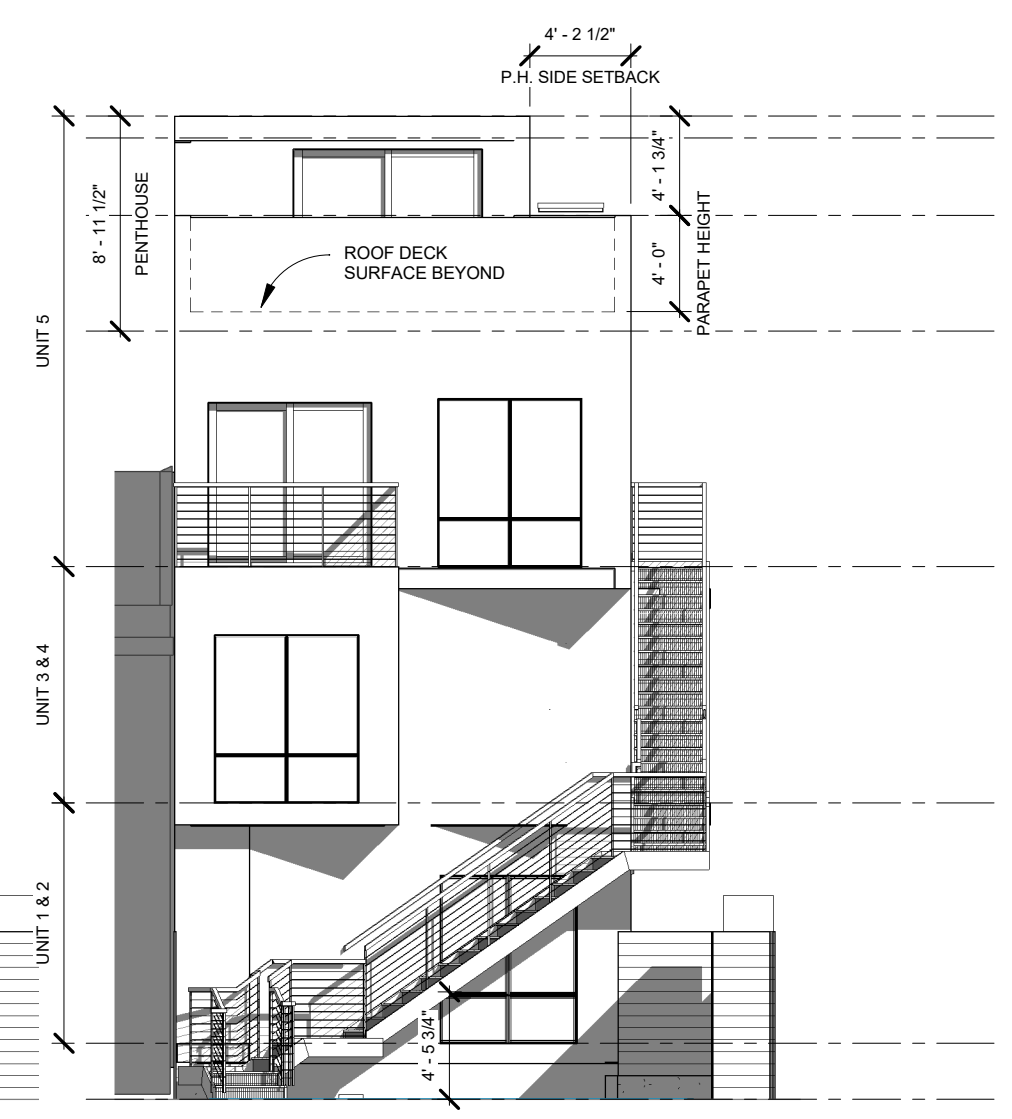 4' - 2 1/2"
P.H. SIDE SETBACK
8' - 11 1/2"
PENTHOUSE
4' - 1 3/4"
4' - 0"
PARAPET HEIGHT
ROOF DECK
SURFACE BEYOND
UNIT 5
UNIT 3 & 4
UNIT 1 & 2
4' - 5 3/4"